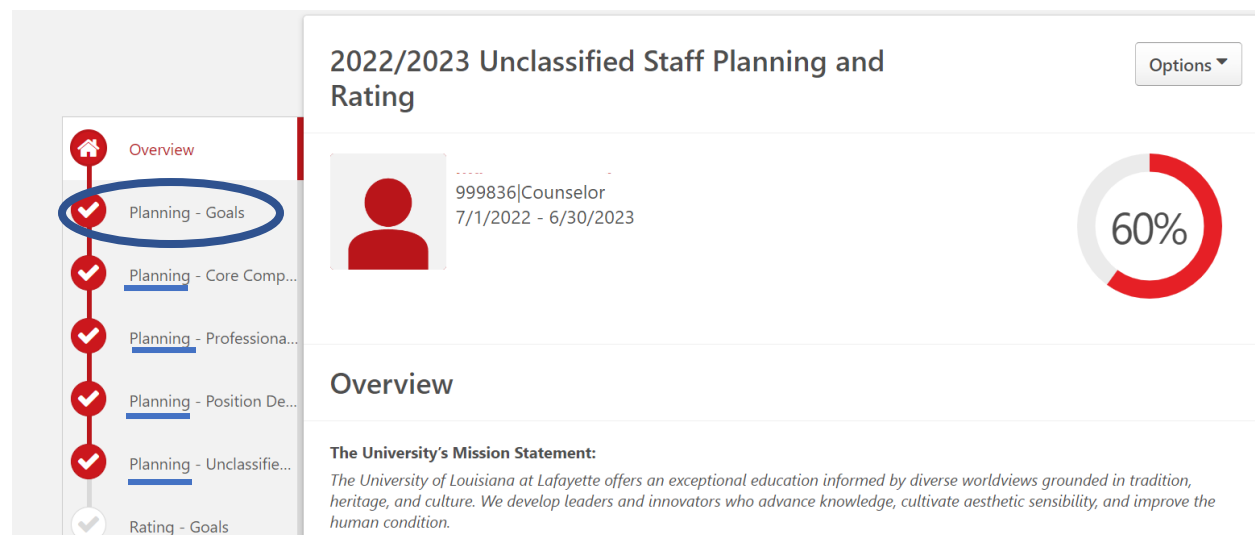 2022/2023 Unclassified Staff Planning and
Rating
Options
Overview
Planning - Goals
Planning - Core Comp...
Planning - Professiona...
Planning - Position De...
Planning - Unclassifie...
Rating - Goals
999836|Counselor
7/1/2022 - 6/30/2023
60%
Overview
The University's Mission Statement:
The University of Louisiana at Lafayette offers an exceptional education informed by diverse worldviews grounded in tradition,
heritage, and culture. We develop leaders and innovators who advance knowledge, cultivate aesthetic sensibility, and improve the
human condition.